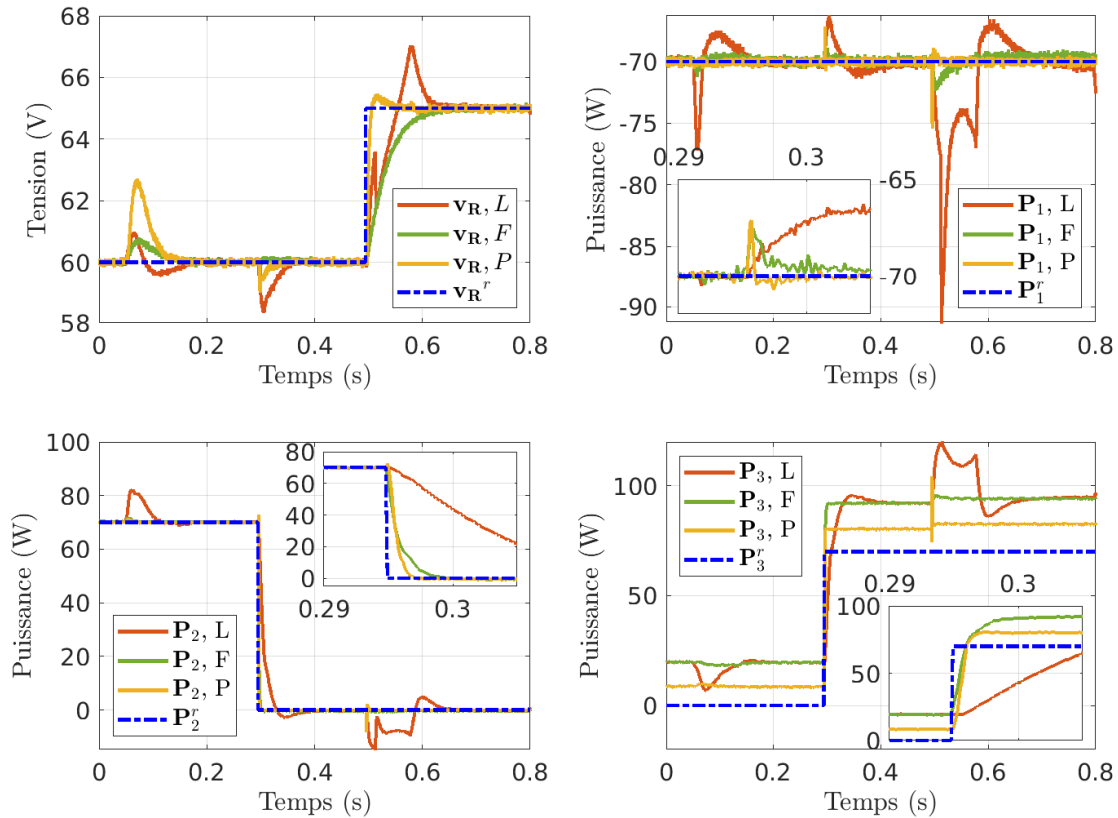 68
66
64
62
60
58
Tension (V)
v_R, L
v_R, F
v_R, P
v_R^r
0
0.2
0.4
0.6
0.8
Temps (s)
-70
-75
-80
-85
-90
Puissance (W)
0.29
0.3
-65
-70
P_1, L
P_1, F
P_1, P
P_1^r
0
0.2
0.4
0.6
0.8
Temps (s)
100
80
60
40
20
0
Puissance (W)
80
60
40
20
0
0.29
0.3
P_2, L
P_2, F
P_2, P
P_2^r
0
0.2
0.4
0.6
0.8
Temps (s)
100
50
0
Puissance (W)
P_3, L
P_3, F
P_3, P
P_3^r
0.29
0.3
100
50
0
0
0.2
0.4
0.6
0.8
Temps (s)